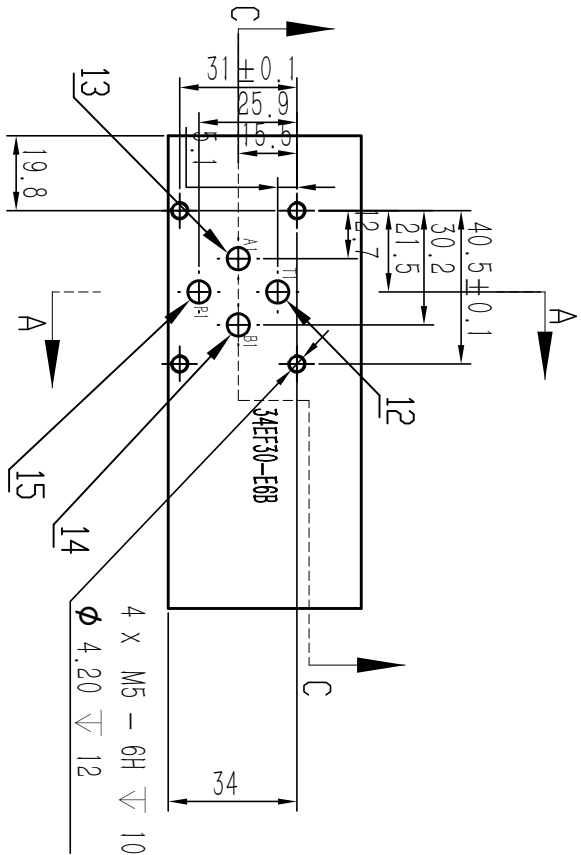 C
13
31±0.1
25.9
15.5
5.1
19.8
12.7
40.5±0.1
30.2
21.5
A
A
A1
T1
P1
B1
12
15
14
34EF30-E6B
C
4 x M5 - 6H ↧ 10
ϕ 4.20 ↧ 12
34